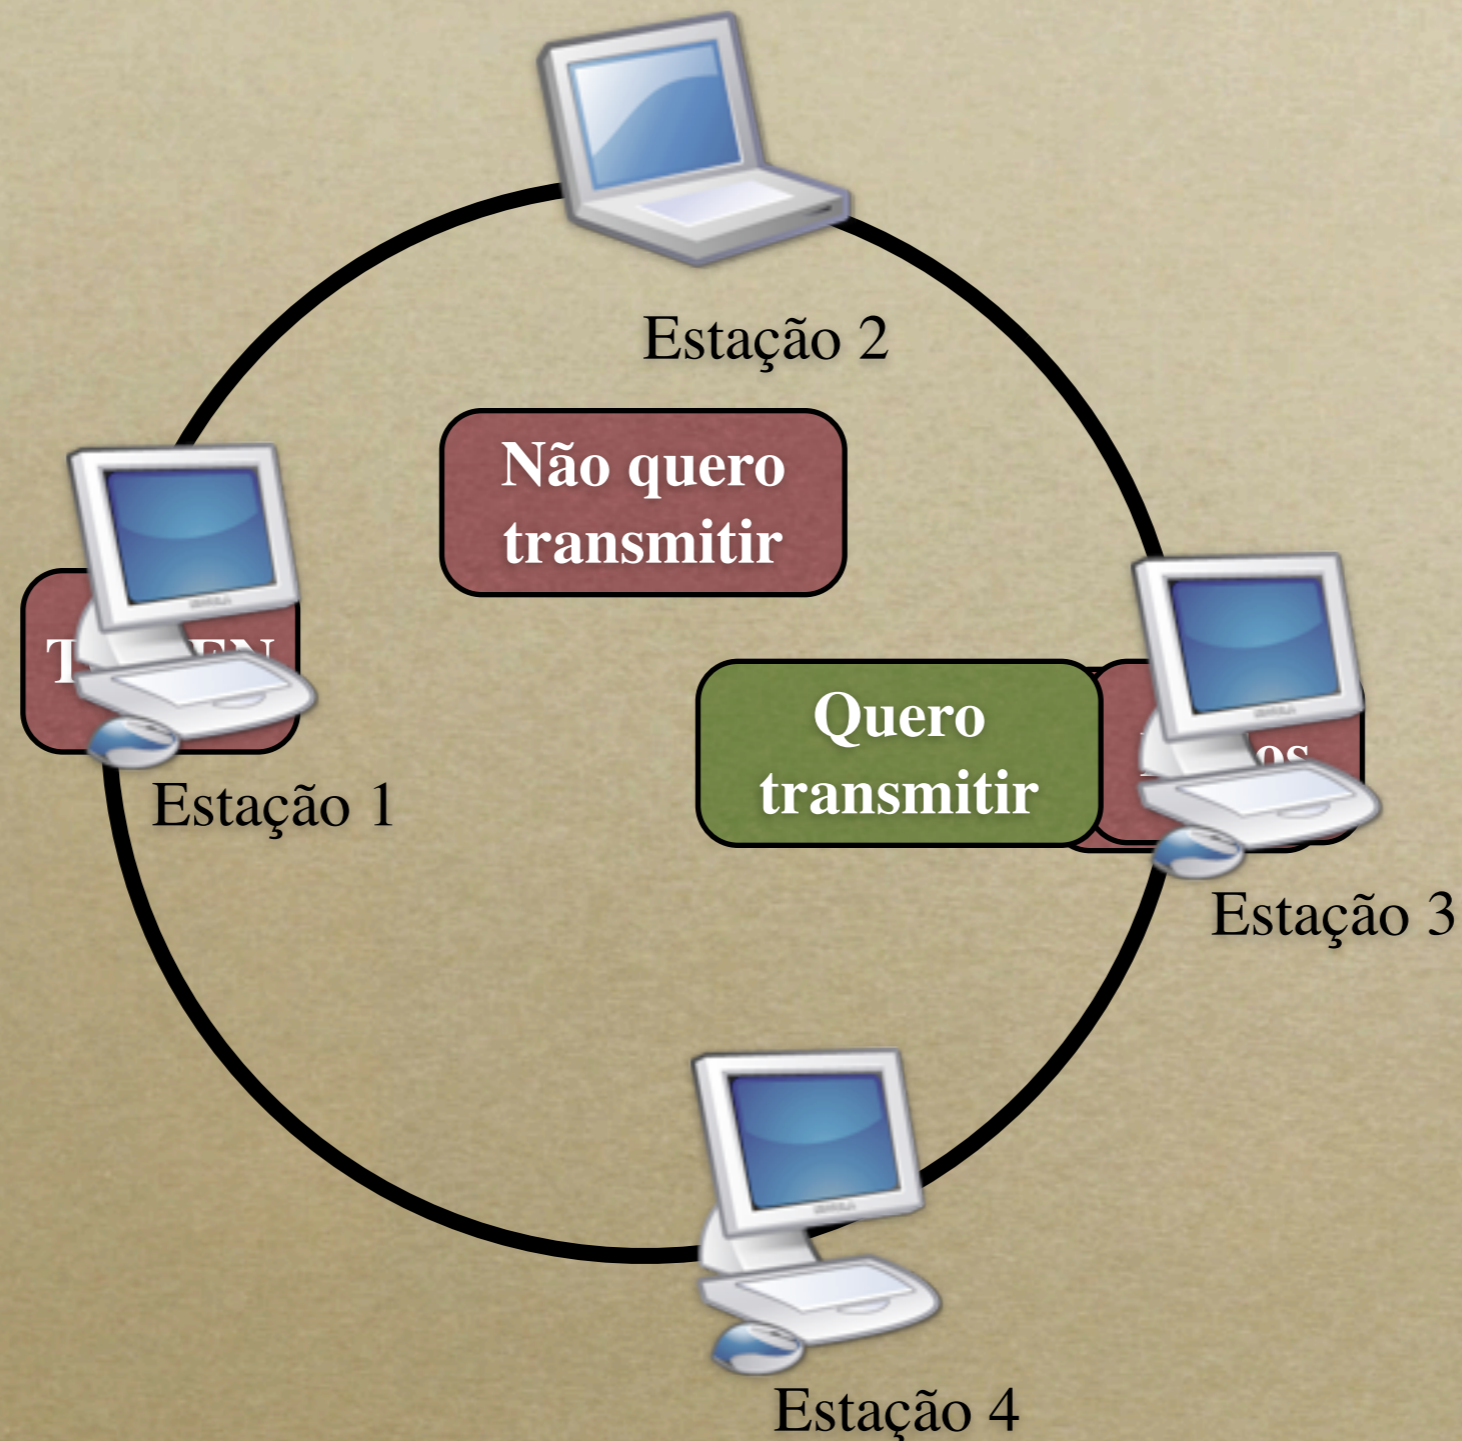 Estação 2
Não quero
transmitir
Quero
transmitir
Estação 1
Estação 3
Estação 4